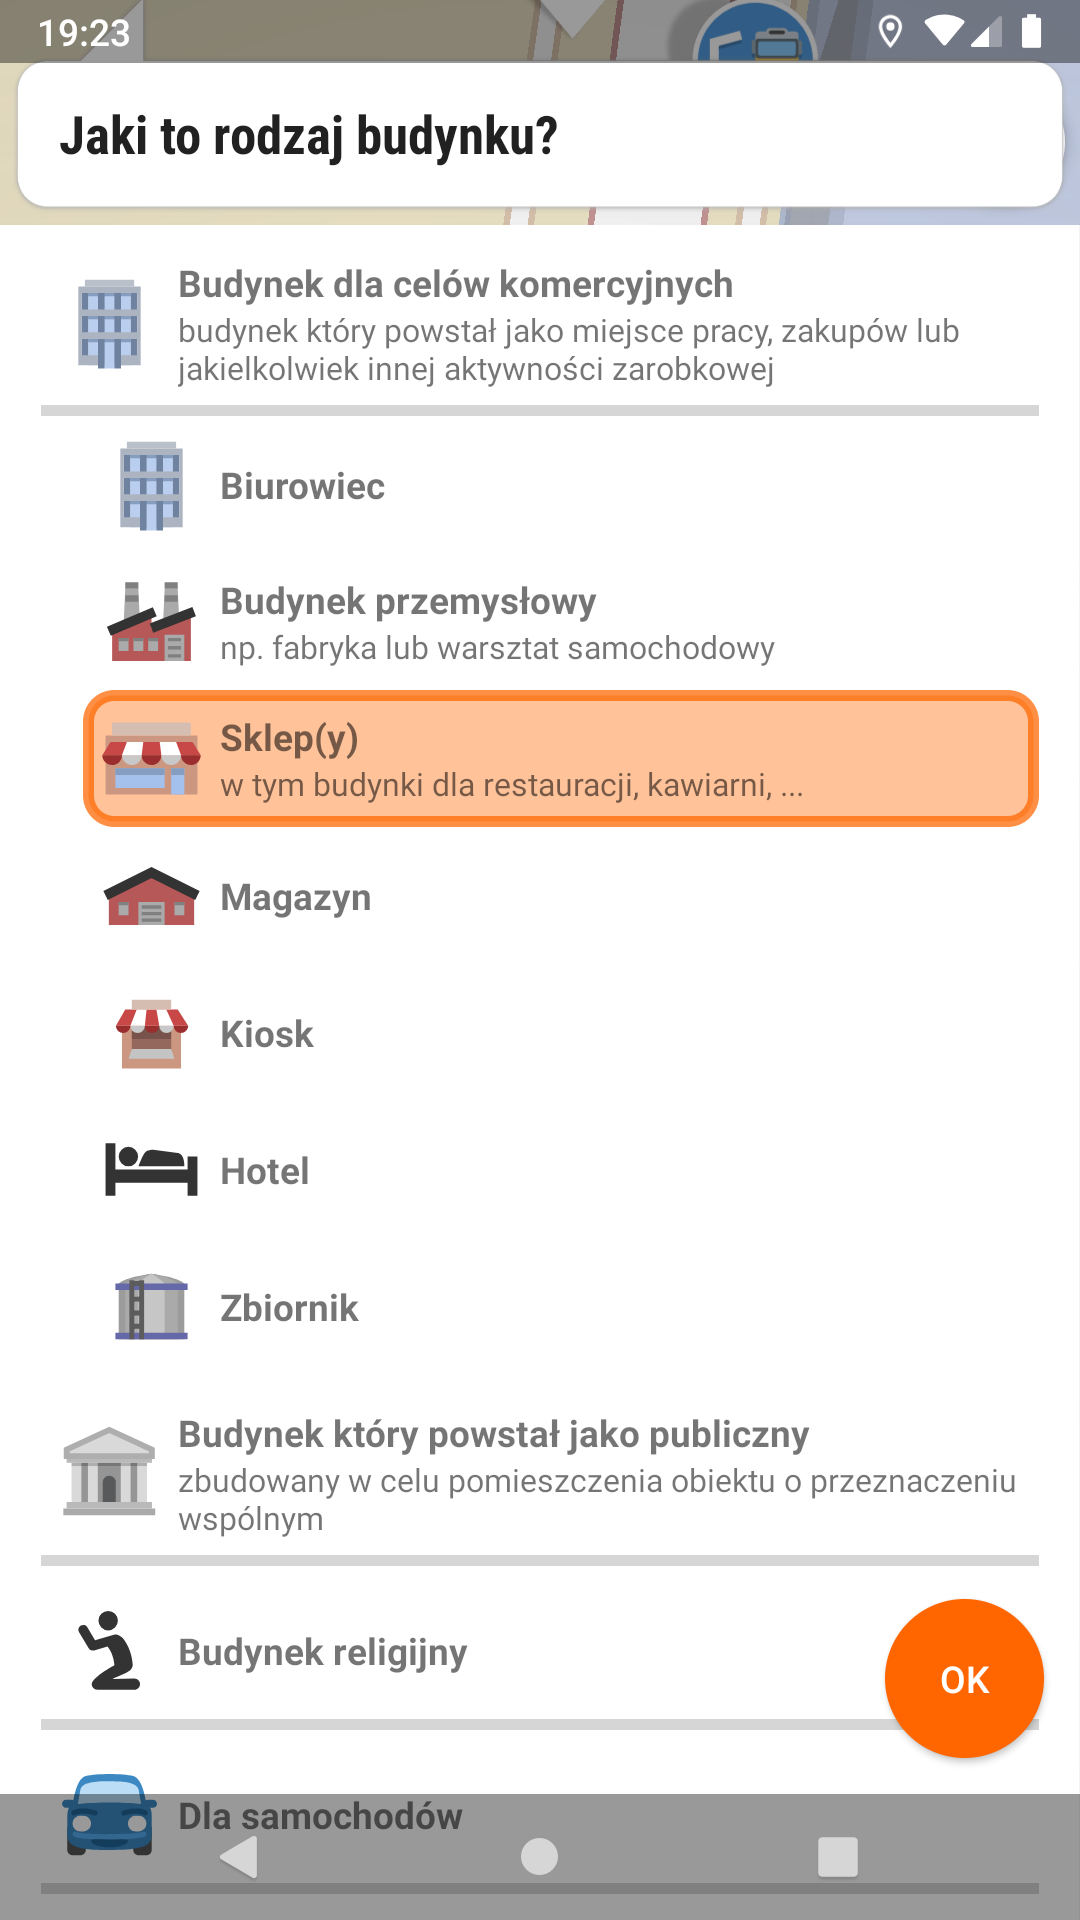 19:23
Jaki to rodzaj budynku?
Budynek dla celów komercyjnych
budynek który powstał jako miejsce pracy, zakupów lub
jakielkolwiek innej aktywności zarobkowej
Biurowiec
Budynek przemysłowy
np. fabryka lub warsztat samochodowy
Sklep(y)
w tym budynki dla restauracji, kawiarni, ...
Magazyn
Kiosk
Hotel
Zbiornik
Budynek który powstał jako publiczny
zbudowany w celu pomieszczenia obiektu o przeznaczeniu
wspólnym
Budynek religijny
OK
Dla samochodów